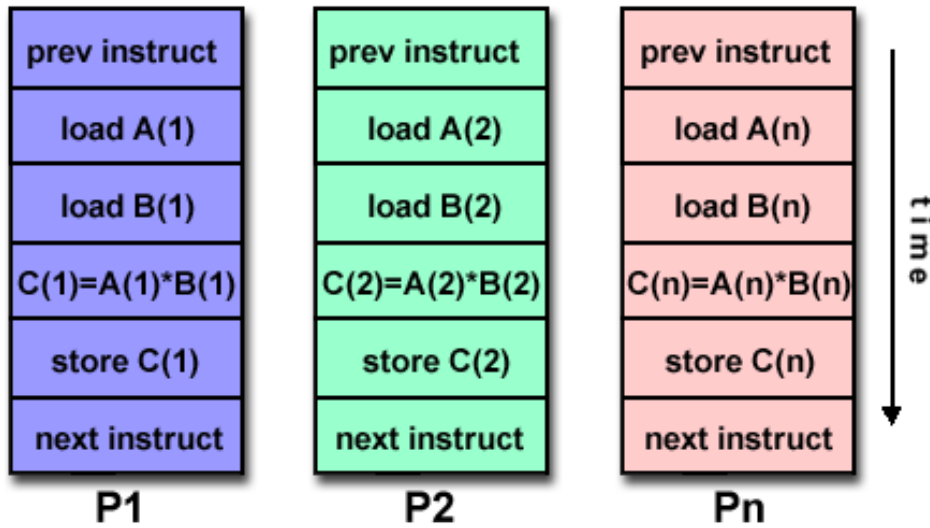 prev instruct
load A(1)
load B(1)
C(1)=A(1)*B(1)
store C(1)
next instruct
P1
prev instruct
load A(2)
load B(2)
C(2)=A(2)*B(2)
store C(2)
next instruct
P2
prev instruct
load A(n)
load B(n)
C(n)=A(n)*B(n)
store C(n)
next instruct
Pn
time